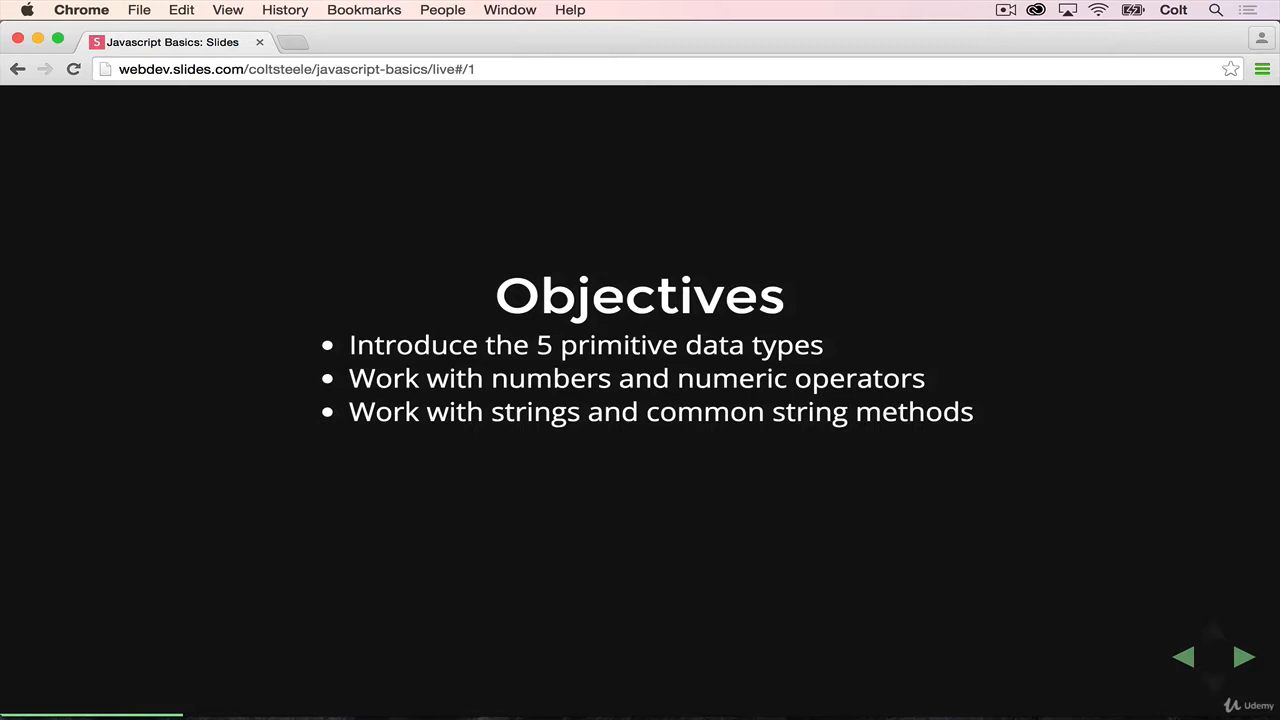 Chrome File Edit View History Bookmarks People Window Help Colt
S Javascript Basics: Slides
webdev.slides.com/coltsteele/javascript-basics/live#/1
Objectives
• Introduce the 5 primitive data types
• Work with numbers and numeric operators
• Work with strings and common string methods
Udemy